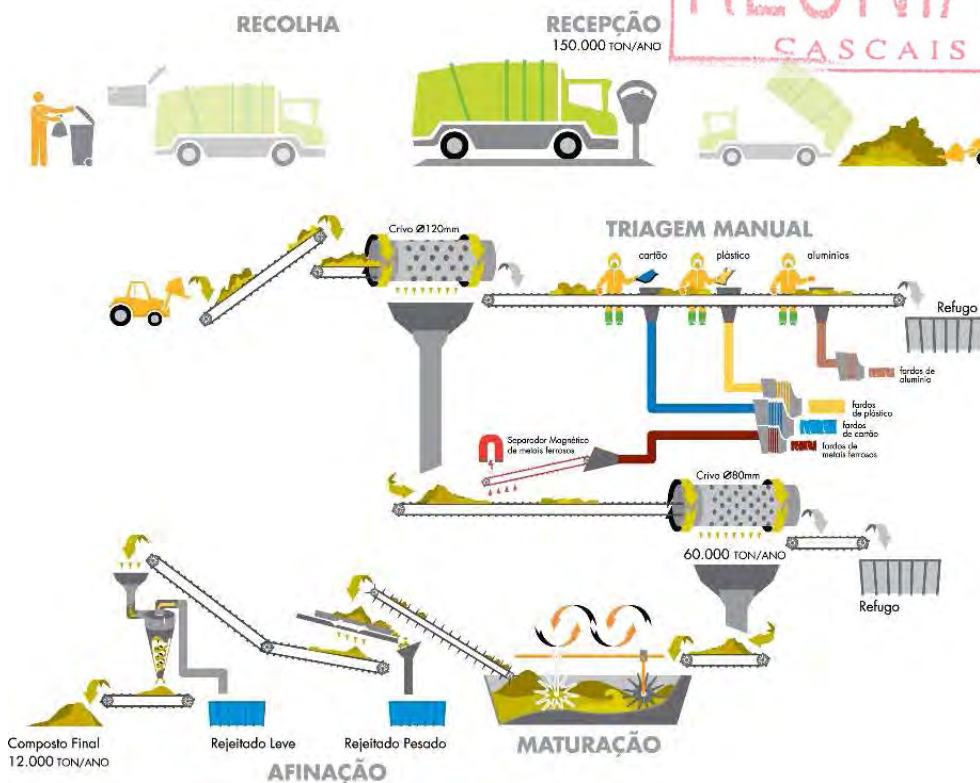 RECOLHA
RECEPÇÃO
150.000 TON/ANO
CASCAIS
Crivo Ø120mm
TRIAGEM MANUAL
cartão
plástico
aluminios
Refugo
fardos de
aluminia
fardos
de plástico
fardos
de cartão
fardos de
metais ferrosos
Separador Magnético
de metais ferrosos
Crivo Ø80mm
60.000 TON/ANO
Refugo
Composto Final
12.000 TON/ANO
Rejeitado Leve
Rejeitado Pesado
MATURAÇÃO
AFINAÇÃO